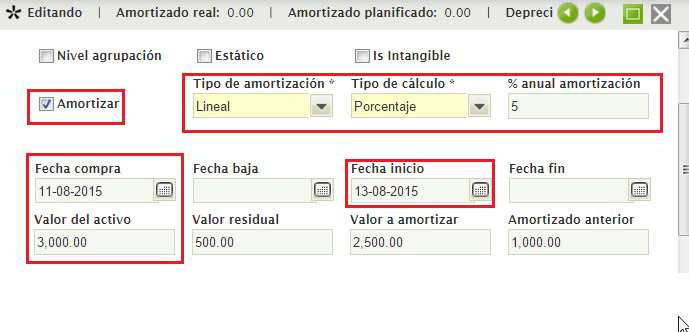 Editando | Amortizado real: 0.00 | Amortizado planificado: 0.00 | Depreci
Nivel agrupación Estático Is Intangible
Amortizar
Tipo de amortización * Tipo de cálculo * % anual amortización
Lineal Porcentaje 5
Fecha compra Fecha baja Fecha inicio Fecha fin
11-08-2015 13-08-2015
Valor del activo Valor residual Valor a amortizar Amortizado anterior
3,000.00 500.00 2,500.00 1,000.00